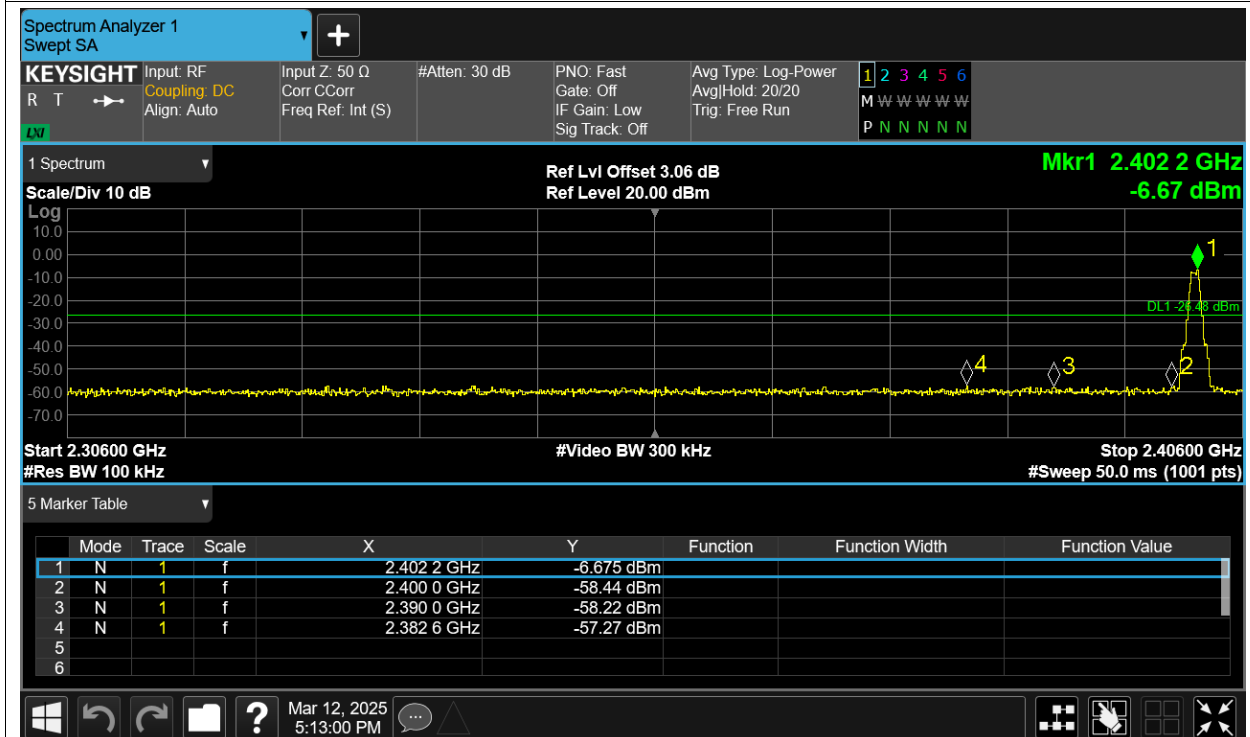 Spectrum Analyzer 1
Swept SA
+
KEYSIGHT
R T
LXI
Input: RF
Coupling: DC
Align: Auto
Input Z: 50 Ω
Corr CCorr
Freq Ref: Int (S)
#Atten: 30 dB
PNO: Fast
Gate: Off
IF Gain: Low
Sig Track: Off
Avg Type: Log-Power
Avg|Hold: 20/20
Trig: Free Run
1 2 3 4 5 6
M W W W W W
P N N N N N
1 Spectrum
Scale/Div 10 dB
Ref Lvl Offset 3.06 dB
Ref Level 20.00 dBm
Mkr1 2.402 2 GHz
-6.67 dBm
Log
10.0
0.00
-10.0
-20.0
-30.0
-40.0
-50.0
-60.0
-70.0
1
DL1 -26.48 dBm
4
3
2
Start 2.30600 GHz
#Video BW 300 kHz
Stop 2.40600 GHz
#Res BW 100 kHz
#Sweep 50.0 ms (1001 pts)
5 Marker Table
Mode Trace Scale X Y Function Function Width Function Value
1 N 1 f 2.402 2 GHz -6.675 dBm
2 N 1 f 2.400 0 GHz -58.44 dBm
3 N 1 f 2.390 0 GHz -58.22 dBm
4 N 1 f 2.382 6 GHz -57.27 dBm
5
6
?
Mar 12, 2025
5:13:00 PM